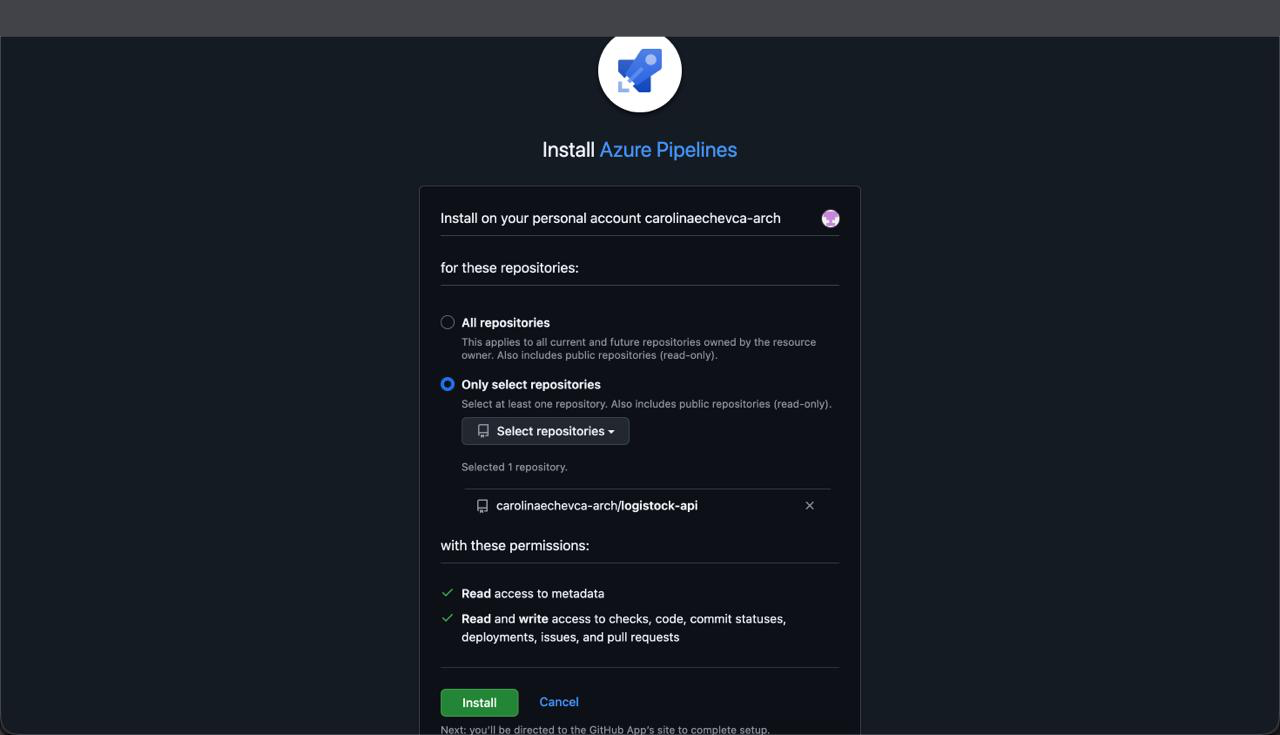 Install Azure Pipelines
Install on your personal account carolinaechevca-arch
for these repositories:
All repositories
This applies to all current and future repositories owned by the resource
owner. Also includes public repositories (read-only).
Only select repositories
Select at least one repository. Also includes public repositories (read-only).
Select repositories
Selected 1 repository.
carolinaechevca-arch/logistock-api
with these permissions:
Read access to metadata
Read and write access to checks, code, commit statuses,
deployments, issues, and pull requests
Install Cancel
Next: you'll be directed to the GitHub App's site to complete setup.